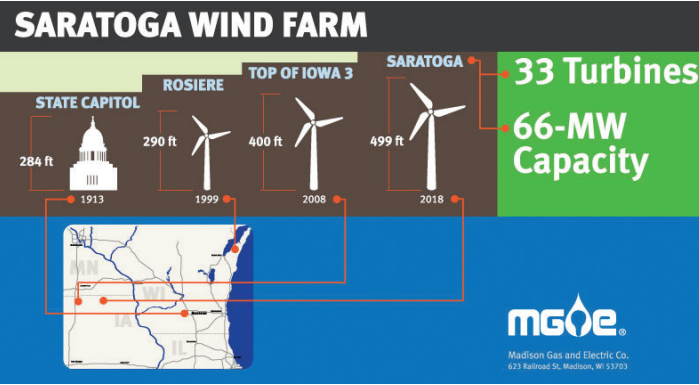 SARATOGA WIND FARM
STATE CAPITOL
ROSIERE
TOP OF IOWA 3
SARATOGA
33 Turbines
66-MW
Capacity
284 ft
290 ft
400 ft
499 ft
1913
1999
2008
2018
MN
WI
IA
IL
mge®
Madison Gas and Electric Co.
623 Railroad St, Madison, WI 53703